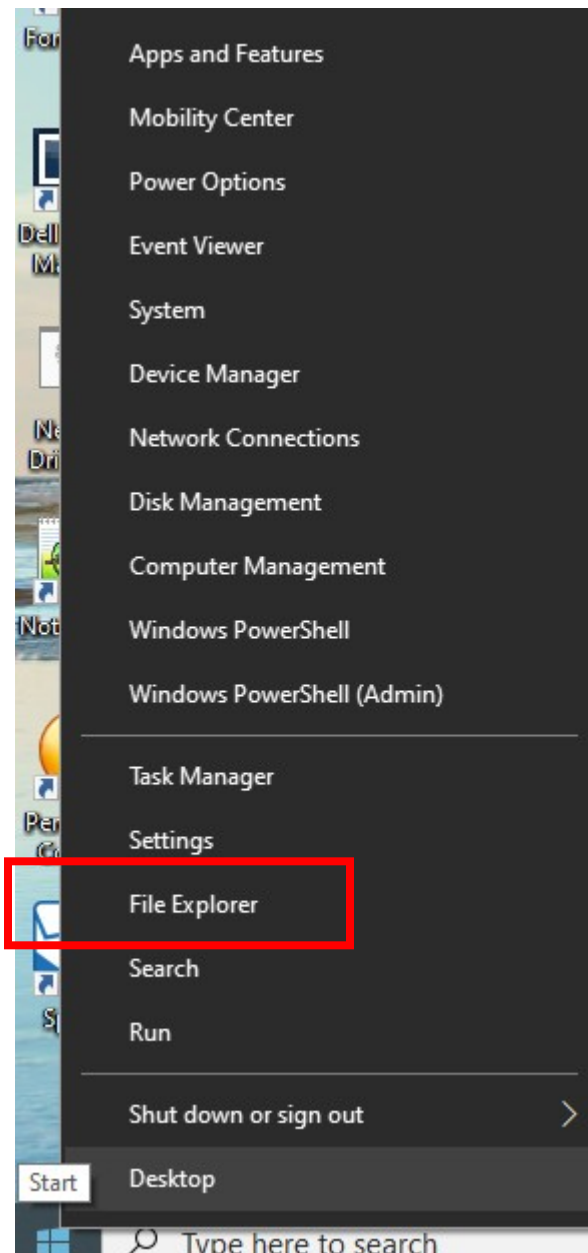 For
Apps and Features
Mobility Center
Power Options
Dell
Event Viewer
System
Device Manager
Network Connections
Disk Management
Computer Management
Windows PowerShell
Windows PowerShell (Admin)
Task Manager
Settings
File Explorer
Search
Run
Shut down or sign out
Start
Desktop
Type here to search